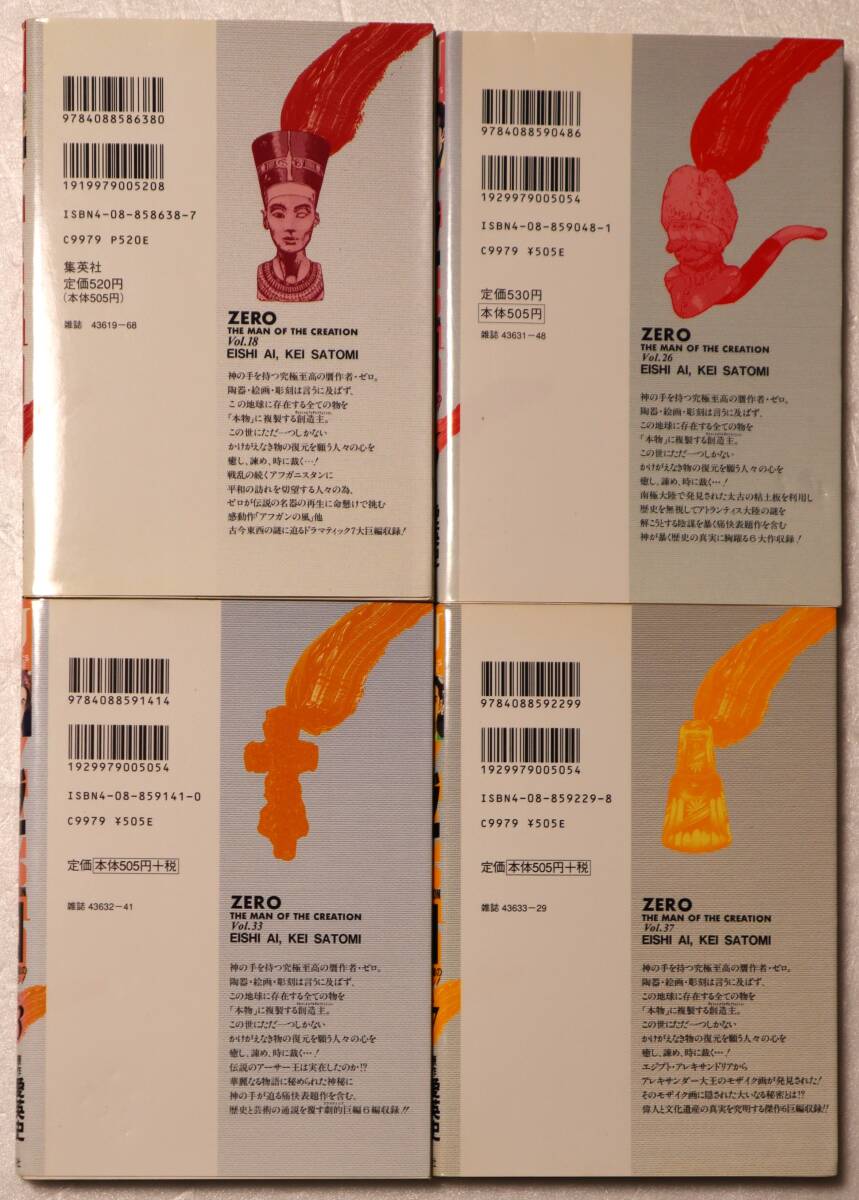 9784088586380
1919979005208
ISBN4-08-858638-7
C9979 P520E
集英社
定価520円
(本体505円)
雑誌 43619-68
ZERO
THE MAN OF THE CREATION
Vol.18
EISHI AI, KEI SATOMI
神の手を持つ究極至高の贋作者・ゼロ。
陶器・絵画・彫刻は言うに及ばず、
この地球に存在する全ての物を
「本物」に複製する創造主。
この世にただ一つしかない
かけがえなき物の復元を願う人々の心を
癒し、諫め、時に裁く…!
戦乱の続くアフガニスタンに
平和の訪れを切望する人々の為、
ゼロが伝説の名器の再生に命懸けで挑む
感動作「アフガンの風」他
古今東西の謎に迫るドラマティック7大巨編収録!
9784088590486
1929979005054
ISBN4-08-859048-1
C9979 ¥505E
定価530円
本体505円
雑誌 43631-48
ZERO
THE MAN OF THE CREATION
Vol.26
EISHI AI, KEI SATOMI
神の手を持つ究極至高の贋作者・ゼロ。
陶器・絵画・彫刻は言うに及ばず、
この地球に存在する全ての物を
「本物」に複製する創造主。
この世にただ一つしかない
かけがえなき物の復元を願う人々の心を
癒し、諫め、時に裁く…!
南極大陸で発見された太古の粘土板を利用し
歴史を無視してアトランティス大陸の謎を
解こうとする陰謀を暴く痛快表題作を含む
神が暴く歴史の真実に胸躍る6大作収録!
9784088591414
1929979005054
ISBN4-08-859141-0
C9979 ¥505E
定価 本体505円+税
雑誌 43632-41
ZERO
THE MAN OF THE CREATION
Vol.33
EISHI AI, KEI SATOMI
神の手を持つ究極至高の贋作者・ゼロ。
陶器・絵画・彫刻は言うに及ばず、
この地球に存在する全ての物を
「本物」に複製する創造主。
この世にただ一つしかない
かけがえなき物の復元を願う人々の心を
癒し、諫め、時に裁く…!
伝説のアーサー王は実在したのか!?
華麗なる物語に秘められた神秘に
神の手が迫る痛快表題作を含む、
歴史と芸術の通説を覆す劇的巨編6編収録!!
9784088592299
1929979005054
ISBN4-08-859229-8
C9979 ¥505E
定価 本体505円+税
雑誌 43633-29
ZERO
THE MAN OF THE CREATION
Vol.37
EISHI AI, KEI SATOMI
神の手を持つ究極至高の贋作者・ゼロ。
陶器・絵画・彫刻は言うに及ばず、
この地球に存在する全ての物を
「本物」に複製する創造主。
この世にただ一つしかない
かけがえなき物の復元を願う人々の心を
癒し、諫め、時に裁く…!
エジプト・アレキサンドリアから
アレキサンダー大王のモザイク画が発見された!
そのモザイク画に隠された大いなる秘密とは!?
偉人と文化遺産の真実を究明する傑作6巨編収録!!